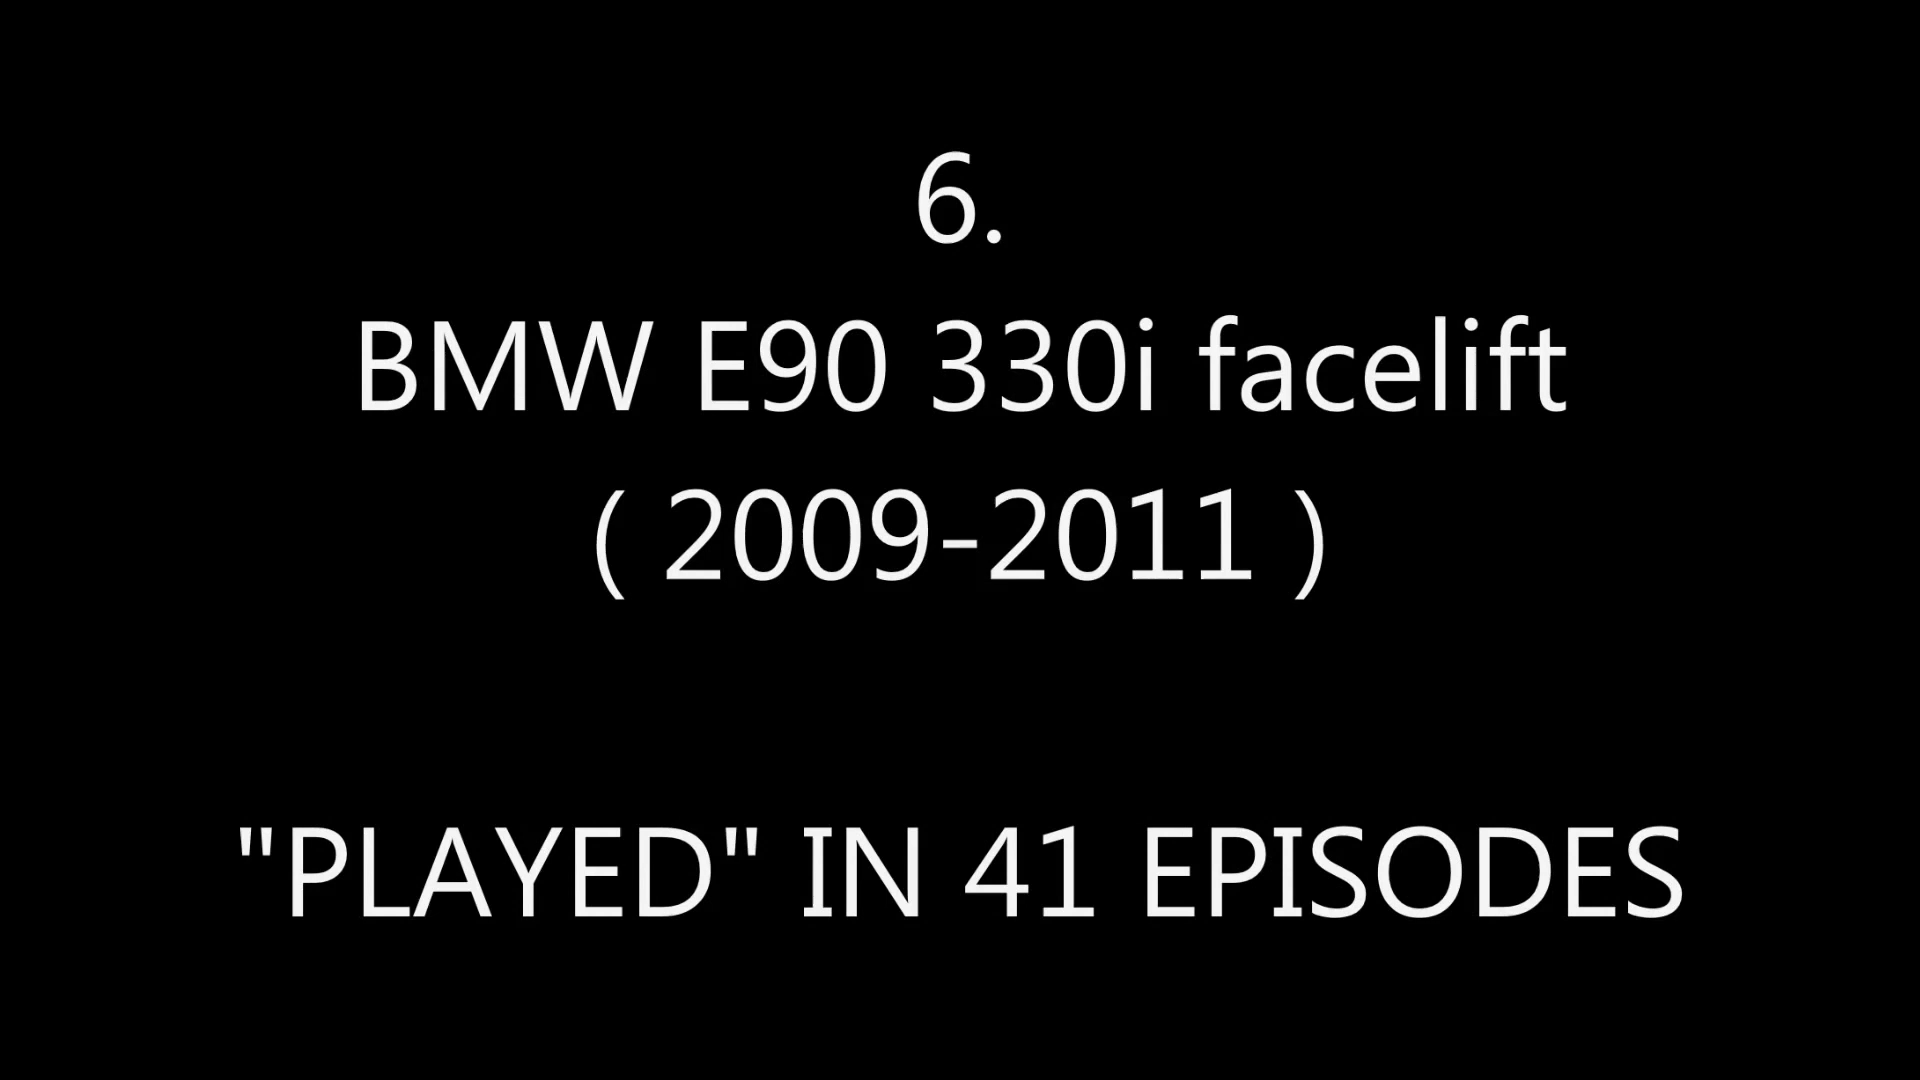 6.
BMW E90 330i facelift
( 2009-2011 )
"PLAYED" IN 41 EPISODES